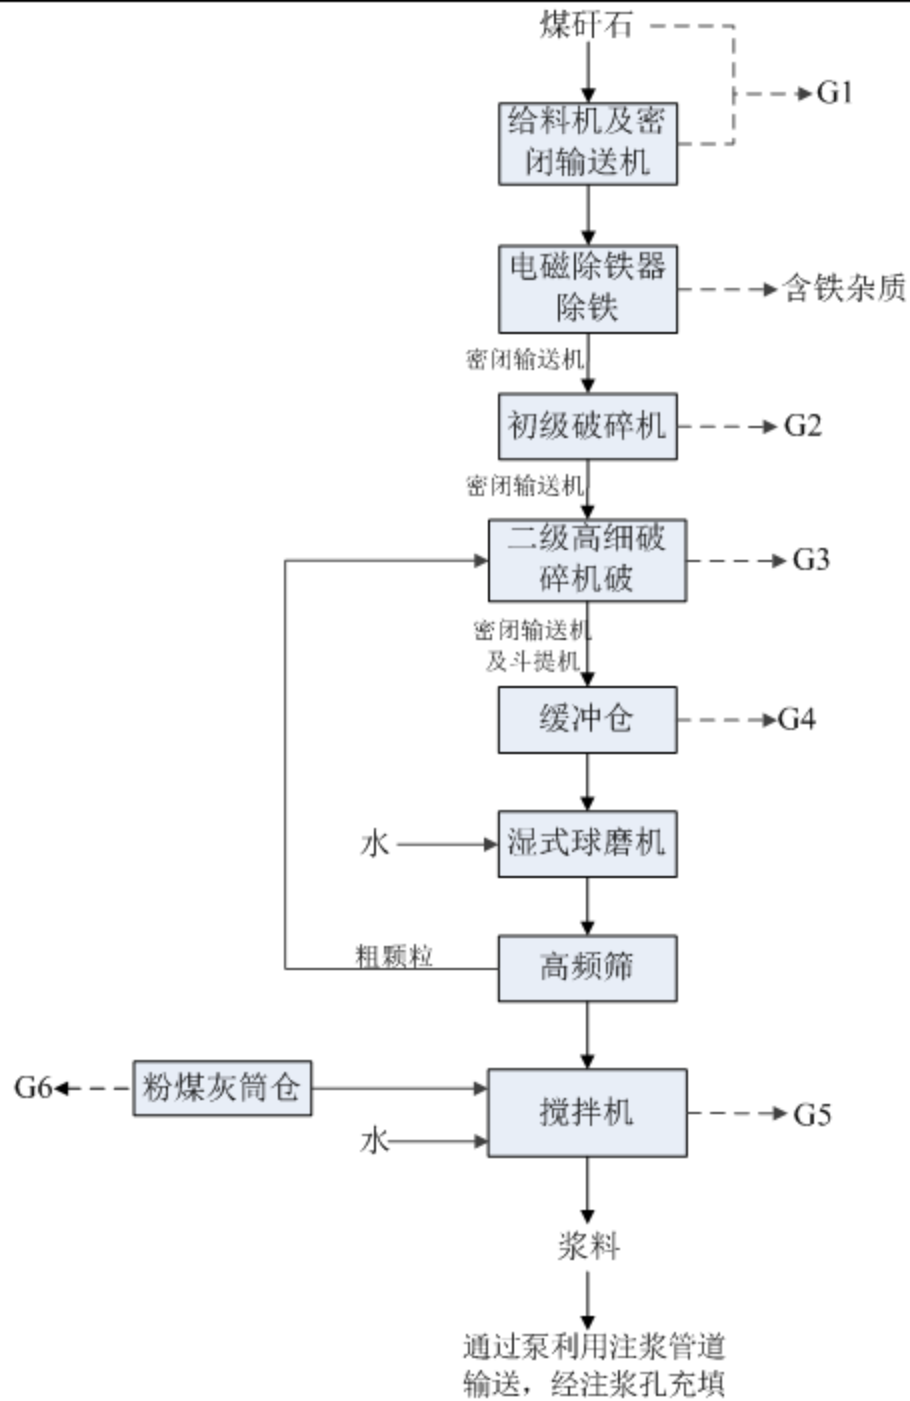 煤矸石
G1
给料机及密
闭输送机
电磁除铁器
除铁
含铁杂质
密闭输送机
初级破碎机
G2
密闭输送机
二级高细破
碎机破
G3
密闭输送机
及斗提机
缓冲仓
G4
水
湿式球磨机
粗颗粒
高频筛
G6
粉煤灰筒仓
搅拌机
G5
水
浆料
通过泵利用注浆管道
输送，经注浆孔充填